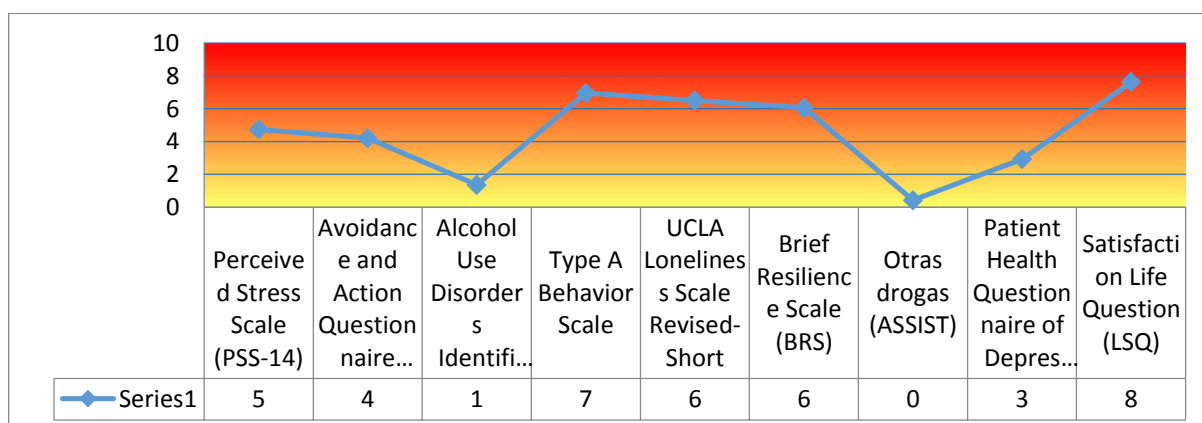 10
8
6
4
2
0
Perceive
d Stress
Scale
(PSS-14)
Avoidanc
e and
Action
Question
naire...
Alcohol
Use
Disorder
s
Identifi...
Type A
Behavior
Scale
UCLA
Lonelines
s Scale
Revised-
Short
Brief
Resilienc
e Scale
(BRS)
Otras
drogas
(ASSIST)
Patient
Health
Question
naire of
Depres...
Satisfacti
on Life
Question
(LSQ)
Series1 5 4 1 7 6 6 0 3 8